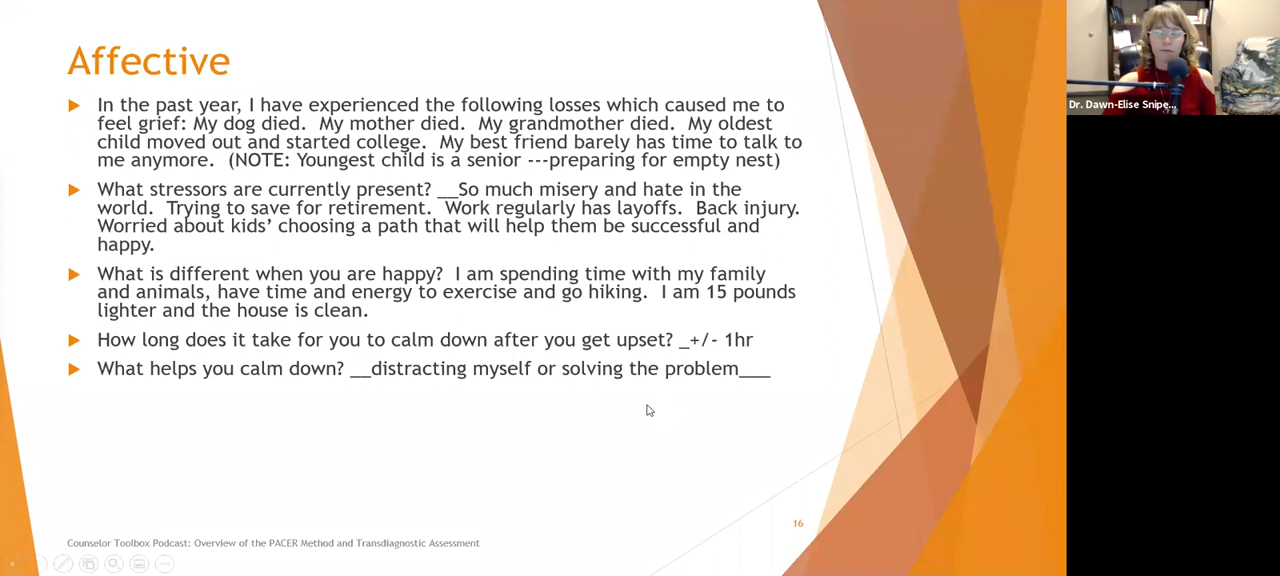 Affective
In the past year, I have experienced the following losses which caused me to
feel grief: My dog died.  My mother died.  My grandmother died.  My oldest
child moved out and started college.  My best friend barely has time to talk to
me anymore.  (NOTE: Youngest child is a senior ---preparing for empty nest)
What stressors are currently present? __So much misery and hate in the
world.  Trying to save for retirement.  Work regularly has layoffs.  Back injury.
Worried about kids’ choosing a path that will help them be successful and
happy.
What is different when you are happy?  I am spending time with my family
and animals, have time and energy to exercise and go hiking.  I am 15 pounds
lighter and the house is clean.
How long does it take for you to calm down after you get upset? _+/- 1hr
What helps you calm down? __distracting myself or solving the problem___
16
Counselor Toolbox Podcast: Overview of the PACER Method and Transdiagnostic Assessment
Dr. Dawn-Elise Snipe...